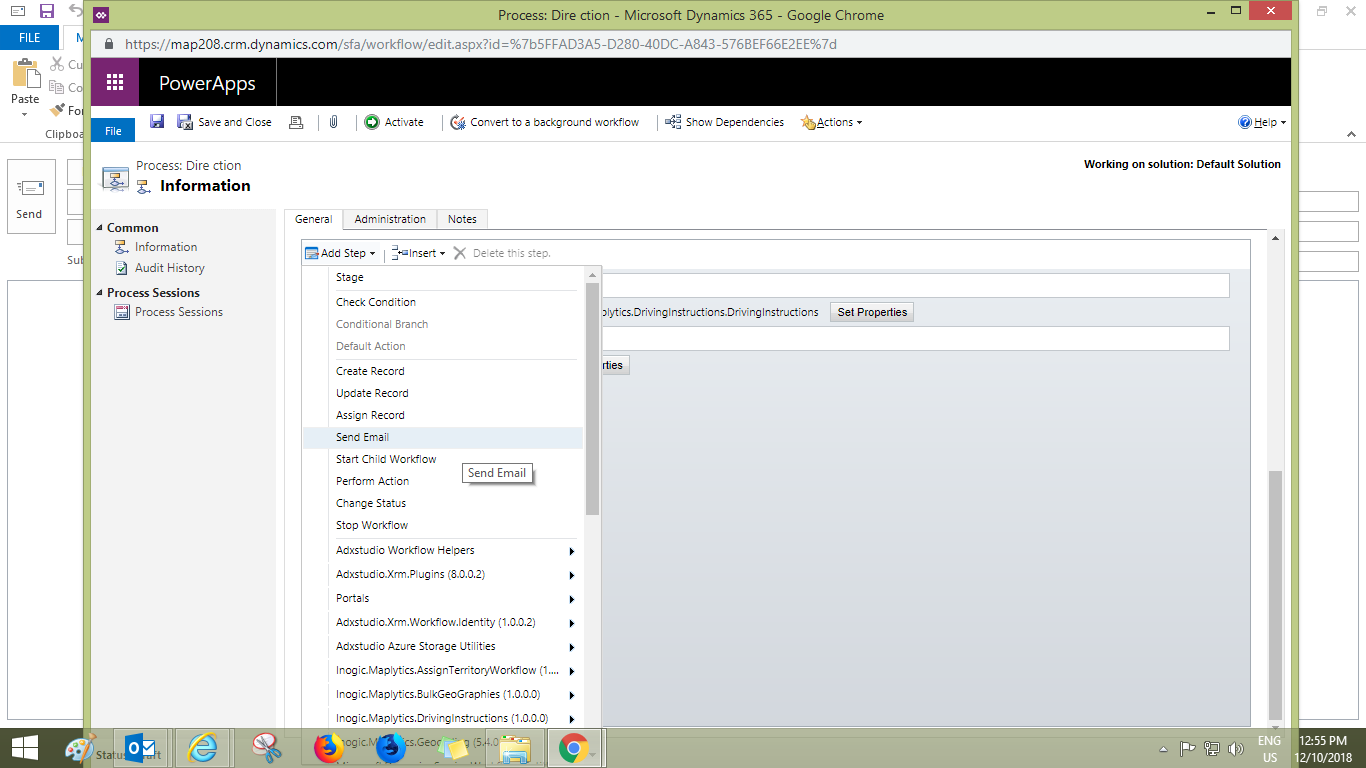 Process: Dire ction - Microsoft Dynamics 365 - Google Chrome
https://map208.crm.dynamics.com/sfa/workflow/edit.aspx?id=%7b5FFAD3A5-D280-40DC-A843-576BEF66E2EE%7d
FILE
M
Paste
Cu
Co
For
Clipboa
Send
Sub
PowerApps
File
Save and Close
Activate
Convert to a background workflow
Show Dependencies
Actions
Help
Process: Dire ction
Information
Working on solution: Default Solution
Common
Information
Audit History
Process Sessions
Process Sessions
General
Administration
Notes
Add Step
Insert
Delete this step.
Stage
Check Condition
Conditional Branch
Default Action
Create Record
Update Record
Assign Record
Send Email
Start Child Workflow
Send Email
Perform Action
Change Status
Stop Workflow
Adxstudio Workflow Helpers
Adxstudio.Xrm.Plugins (8.0.0.2)
Portals
Adxstudio.Xrm.Workflow.Identity (1.0.0.2)
Adxstudio Azure Storage Utilities
Inogic.Maplytics.AssignTerritoryWorkflow (1....
Inogic.Maplytics.BulkGeoGraphies (1.0.0.0)
Inogic.Maplytics.DrivingInstructions (1.0.0.0)
plytics.DrivingInstructions.DrivingInstructions
Set Properties
rties
Status
ENG
US
12:55 PM
12/10/2018